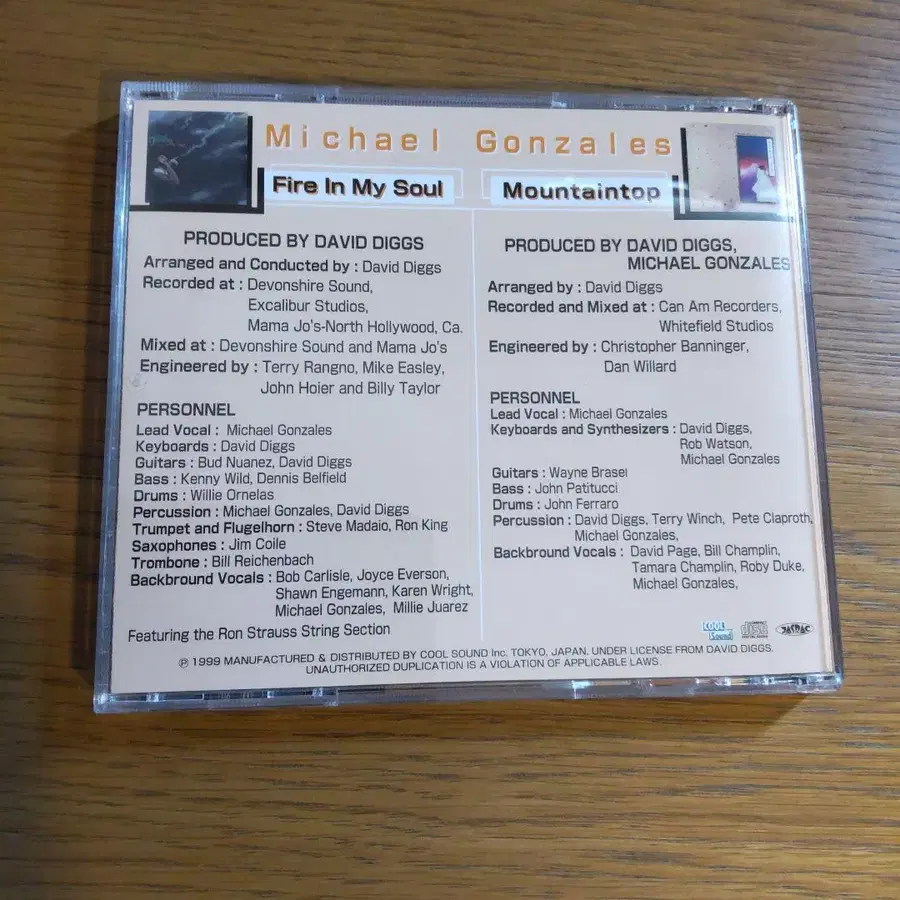 Michael Gonzales
Fire In My Soul
PRODUCED BY DAVID DIGGS
Arranged and Conducted by : David Diggs
Recorded at : Devonshire Sound,
Excalibur Studios,
Mama Jo's-North Hollywood, Ca.
Mixed at : Devonshire Sound and Mama Jo's
Engineered by : Terry Rangno, Mike Easley,
John Hoier and Billy Taylor
PERSONNEL
Lead Vocal : Michael Gonzales
Keyboards : David Diggs
Guitars : Bud Nuanez, David Diggs
Bass : Kenny Wild, Dennis Belfield
Drums : Willie Ornelas
Percussion : Michael Gonzales, David Diggs
Trumpet and Flugelhorn : Steve Madaio, Ron King
Saxophones : Jim Coile
Trombone : Bill Reichenbach
Backbround Vocals : Bob Carlisle, Joyce Everson,
Shawn Engemann, Karen Wright,
Michael Gonzales, Millie Juarez
Featuring the Ron Strauss String Section
Mountaintop
PRODUCED BY DAVID DIGGS,
MICHAEL GONZALES
Arranged by : David Diggs
Recorded and Mixed at : Can Am Recorders,
Whitefield Studios
Engineered by : Christopher Banninger,
Dan Willard
PERSONNEL
Lead Vocal : Michael Gonzales
Keyboards and Synthesizers : David Diggs,
Rob Watson,
Michael Gonzales
Guitars : Wayne Brasel
Bass : John Patitucci
Drums : John Ferraro
Percussion : David Diggs, Terry Winch, Pete Claproth,
Michael Gonzales,
Backbround Vocals : David Page, Bill Champlin,
Tamara Champlin, Roby Duke,
Michael Gonzales,
COOL Sound
disc
JASRAC
Ⓟ 1999 MANUFACTURED & DISTRIBUTED BY COOL SOUND Inc. TOKYO, JAPAN. UNDER LICENSE FROM DAVID DIGGS.
UNAUTHORIZED DUPLICATION IS A VIOLATION OF APPLICABLE LAWS.